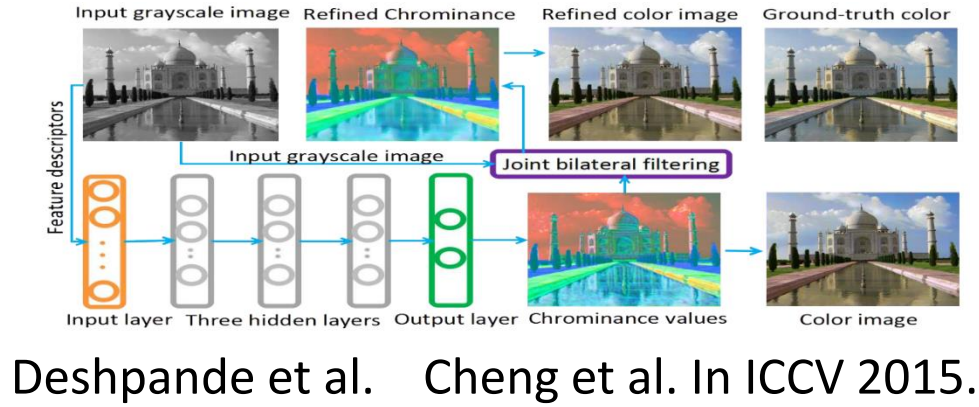 Input grayscale image Refined Chrominance Refined color image Ground-truth color
Feature descriptors
Input grayscale image
Joint bilateral filtering
Input layer Three hidden layers Output layer Chrominance values Color image
Deshpande et al. Cheng et al. In ICCV 2015.